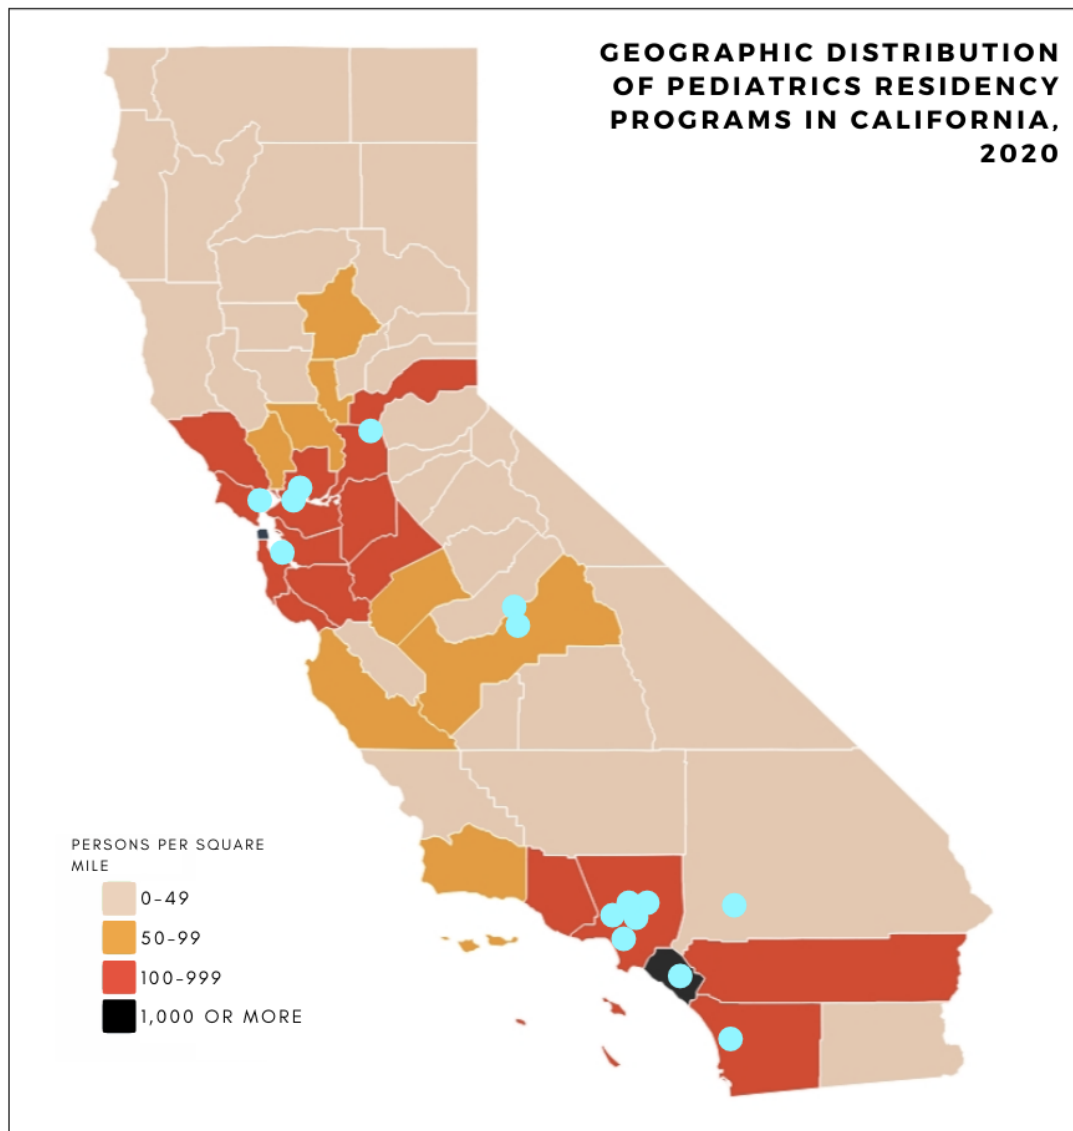 GEOGRAPHIC DISTRIBUTION
OF PEDIATRICS RESIDENCY
PROGRAMS IN CALIFORNIA,
2020
PERSONS PER SQUARE
MILE
0-49
50-99
100-999
1,000 OR MORE